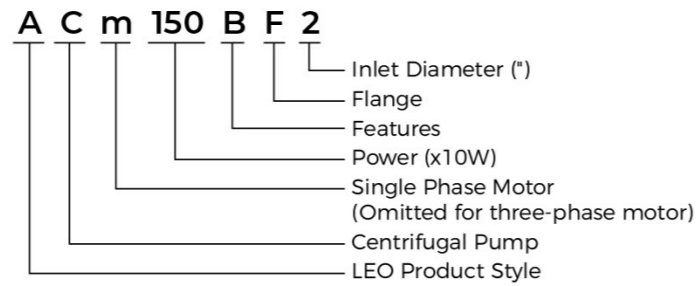 A C m 150 B F 2
Inlet Diameter (")
Flange
Features
Power (x10W)
Single Phase Motor
(Omitted for three-phase motor)
Centrifugal Pump
LEO Product Style